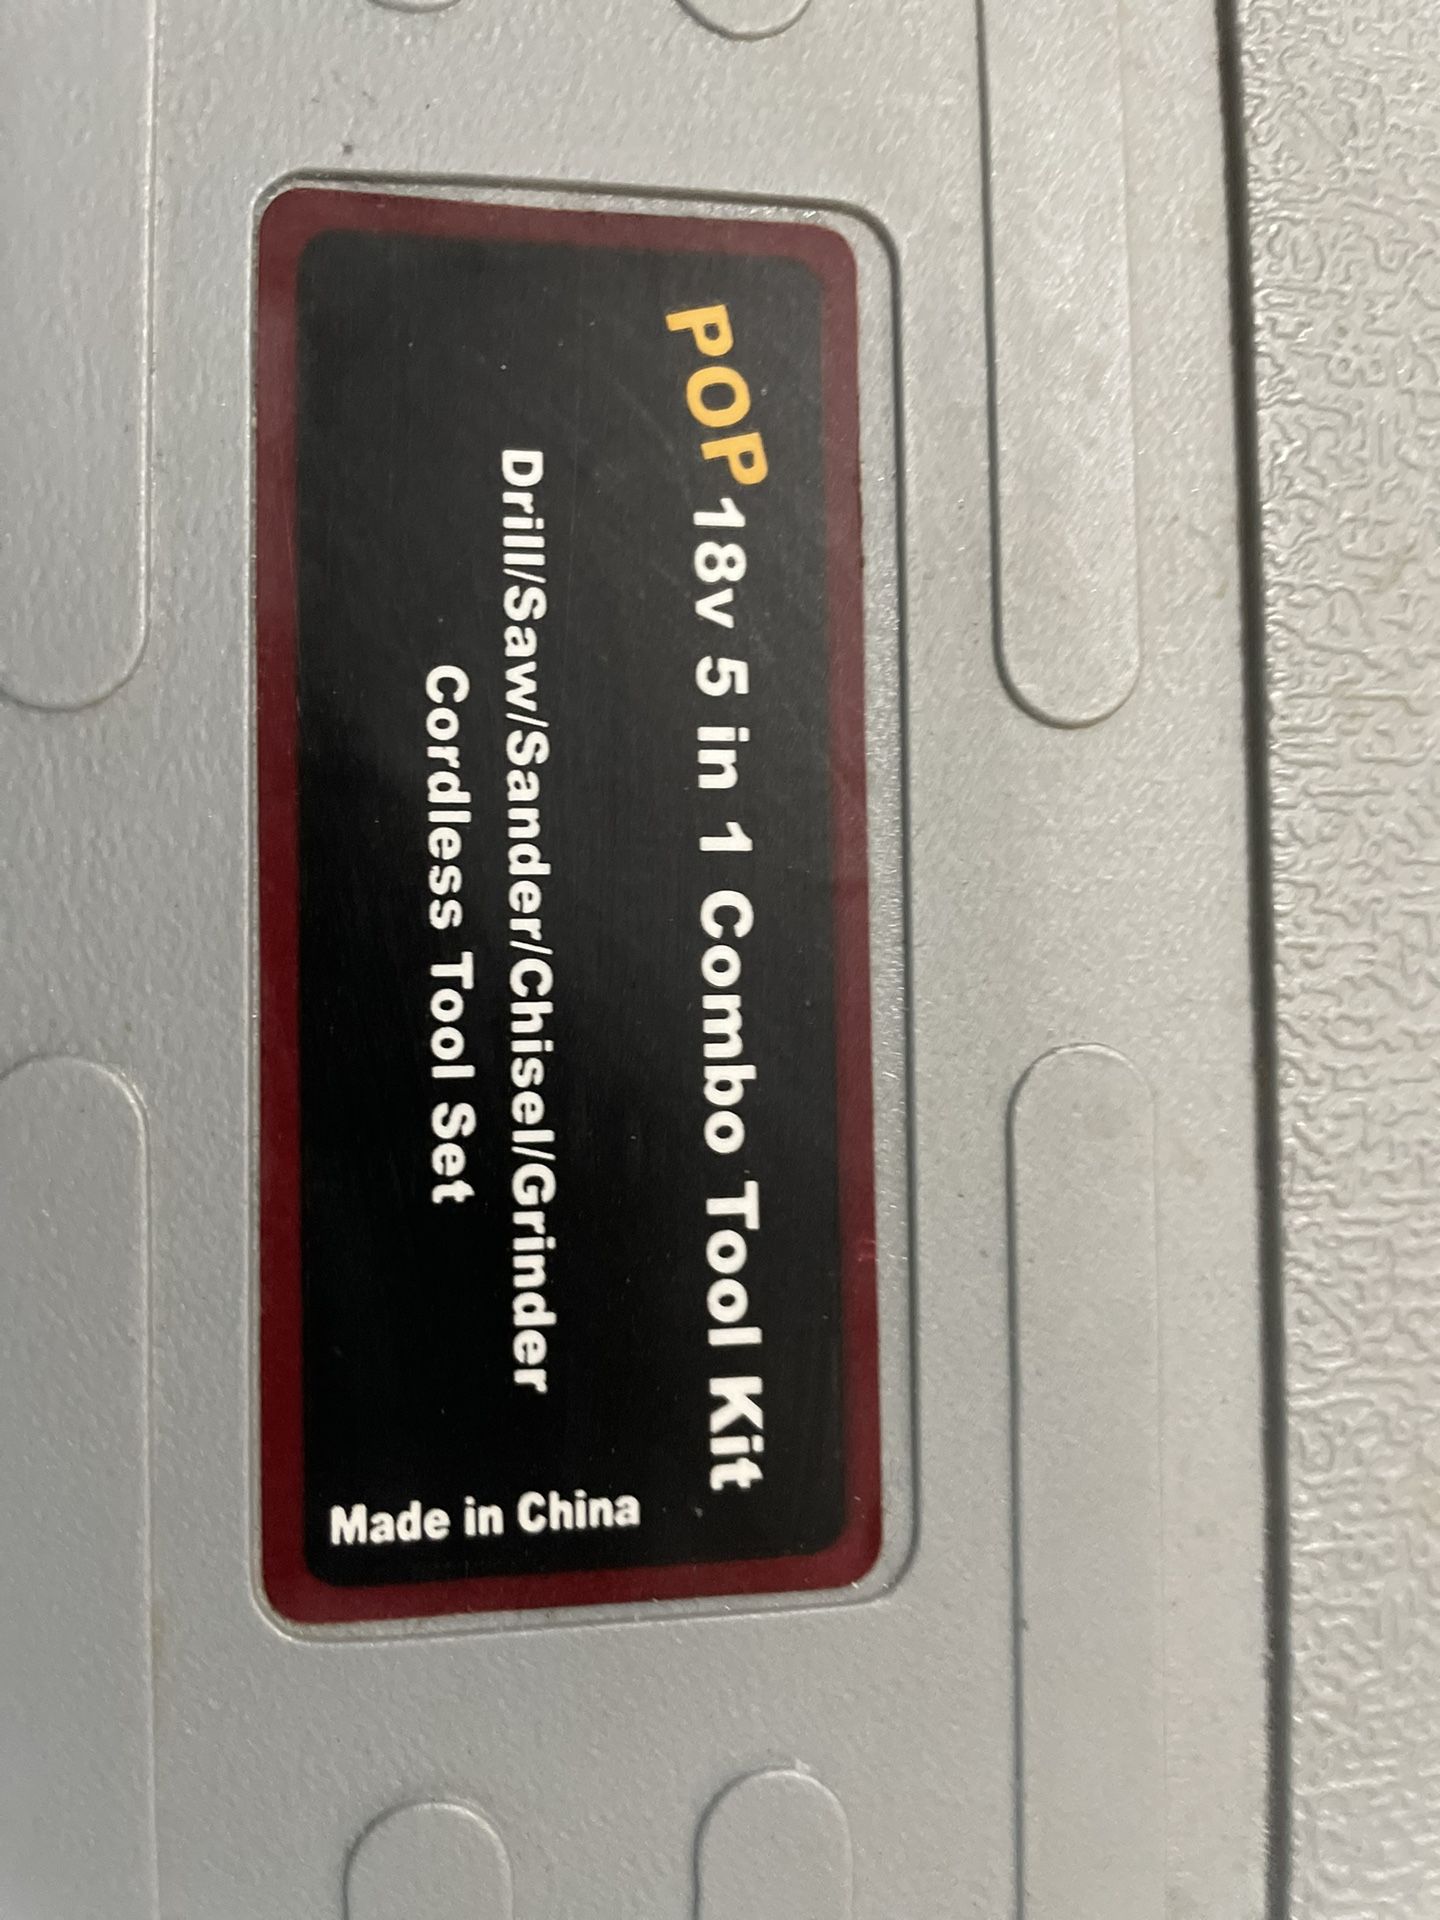 POP 18v 5 in 1 Combo Tool Kit
Drill/Saw/Sander/Chisel/Grinder
Cordless Tool Set
Made in China